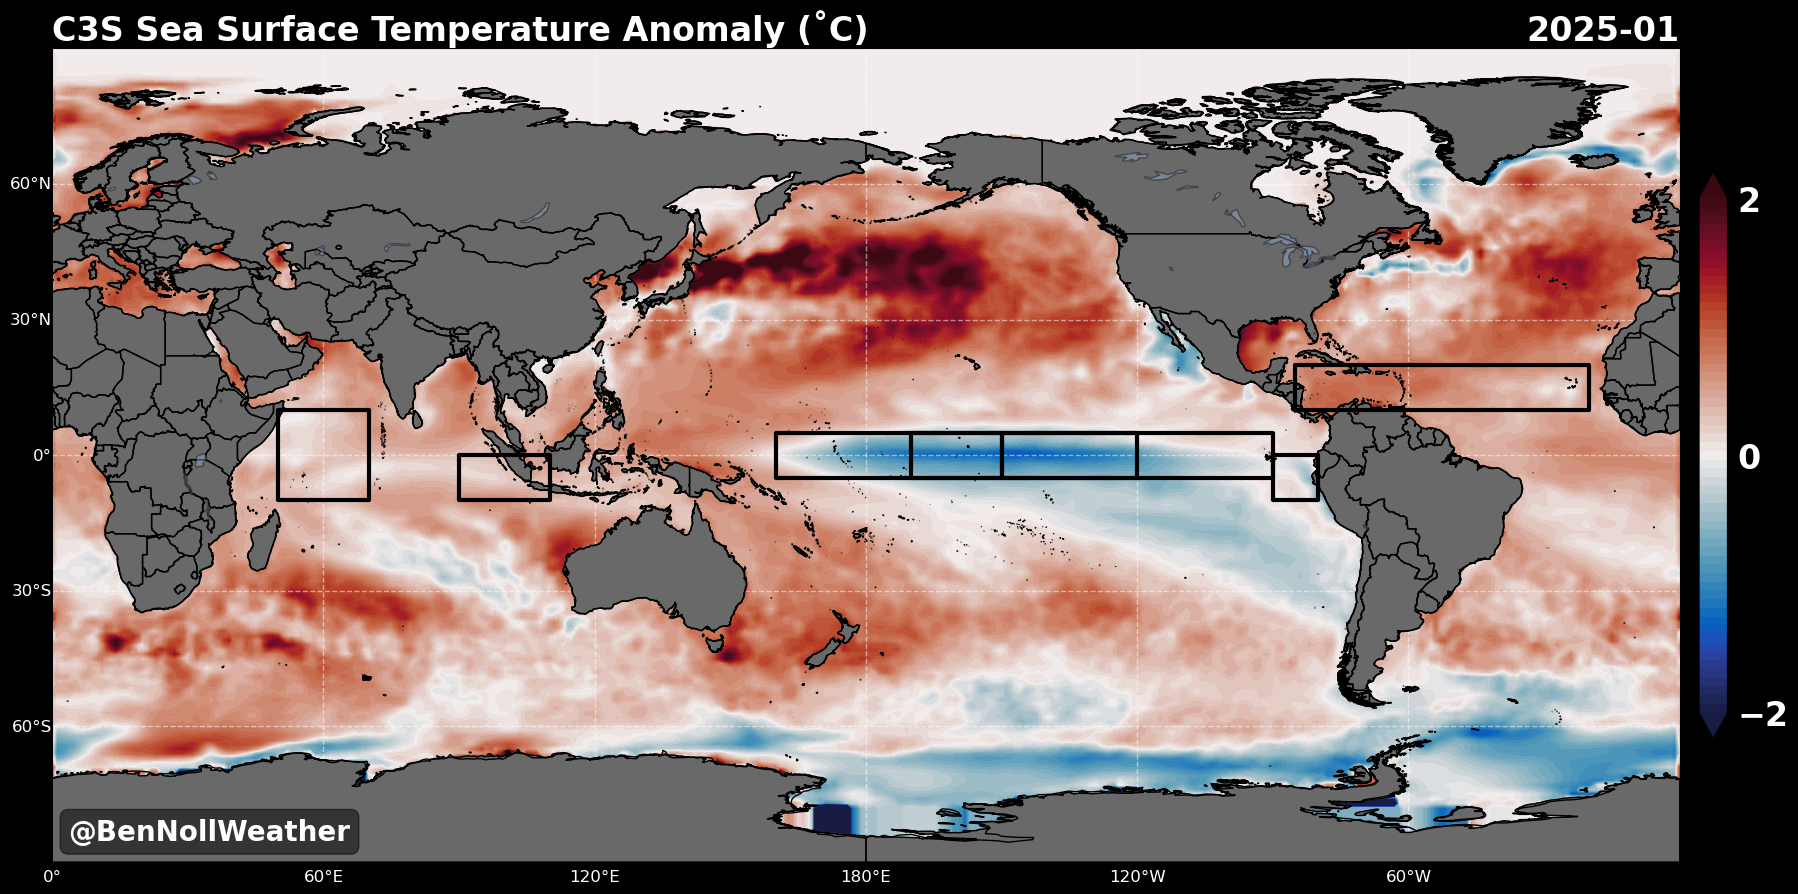 C3S Sea Surface Temperature Anomaly (˚C)
2025-01
60°N
30°N
0°
30°S
60°S
0°
60°E
120°E
180°E
120°W
60°W
2
0
−2
@BenNollWeather